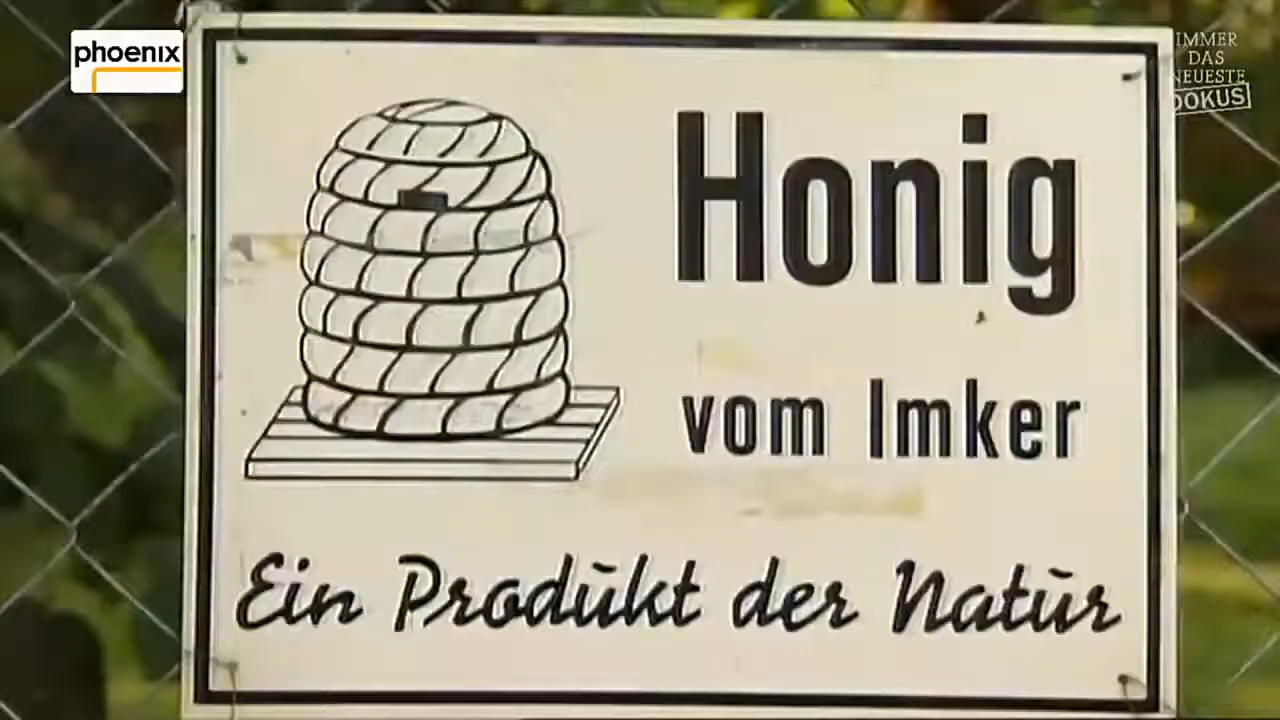 phoenix
IMMER
DAS
NEUESTE
DOKUS
Honig
vom Imker
Ein Produkt der Natur